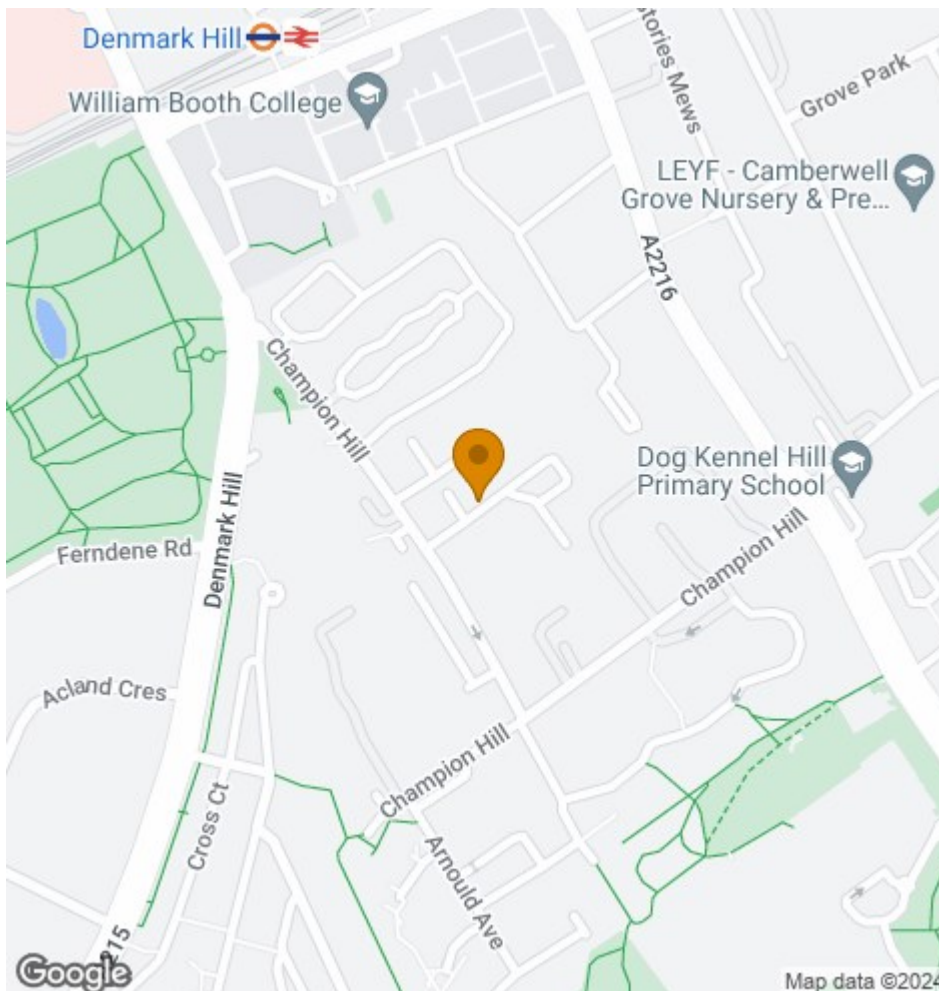 Denmark Hill
William Booth College
Stories Mews
Grove Park
LEYF - Camberwell
Grove Nursery & Pre...
A2216
Champion Hill
Denmark Hill
Dog Kennel Hill
Primary School
Ferndene Rd
Champion Hill
Acland Cres
Champion Hill
Cross Ct
Arnould Ave
A215
Google
Map data ©2024